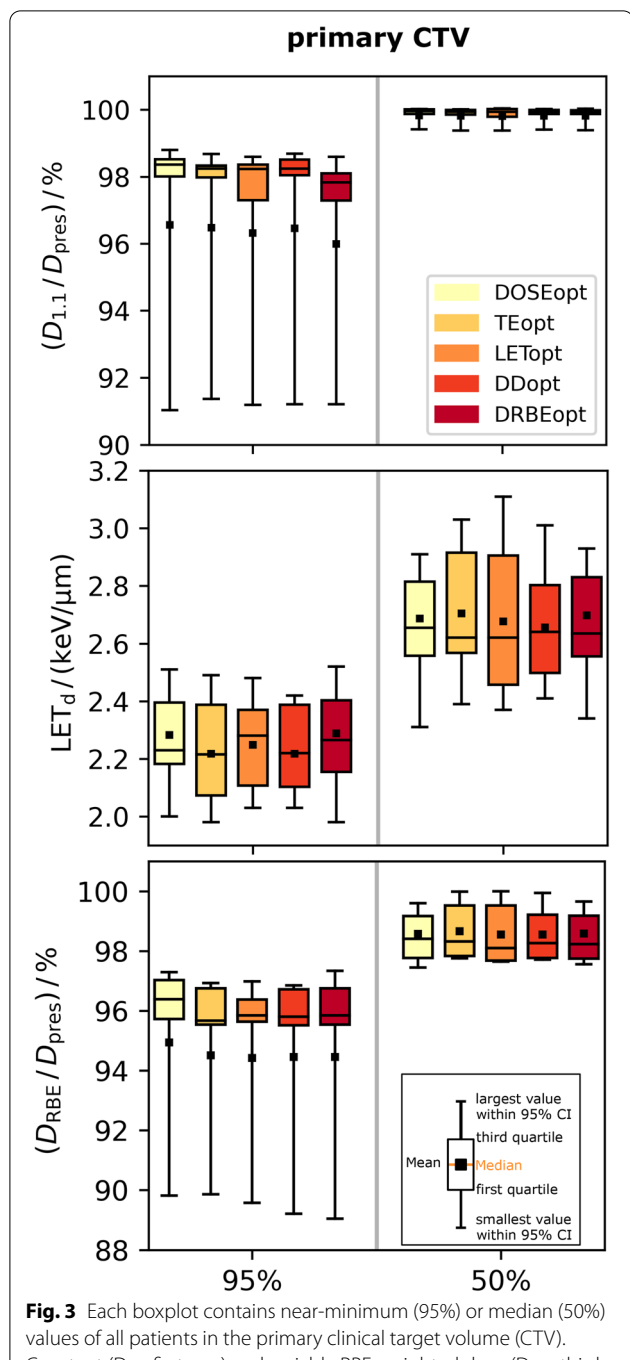 primary CTV
(D1.1/Dpres)/%
100
98
96
94
92
90
DOSEopt
TEopt
LETopt
DDopt
DRBEopt
LETd/(keV/μm)
3.2
3.0
2.8
2.6
2.4
2.2
2.0
(DRBE/Dpres)/%
100
98
96
94
92
90
88
largest value
within 95% CI
third quartile
Mean
Median
first quartile
smallest value
within 95% CI
95%
50%
Fig. 3 Each boxplot contains near-minimum (95%) or median (50%)
values of all patients in the primary clinical target volume (CTV).